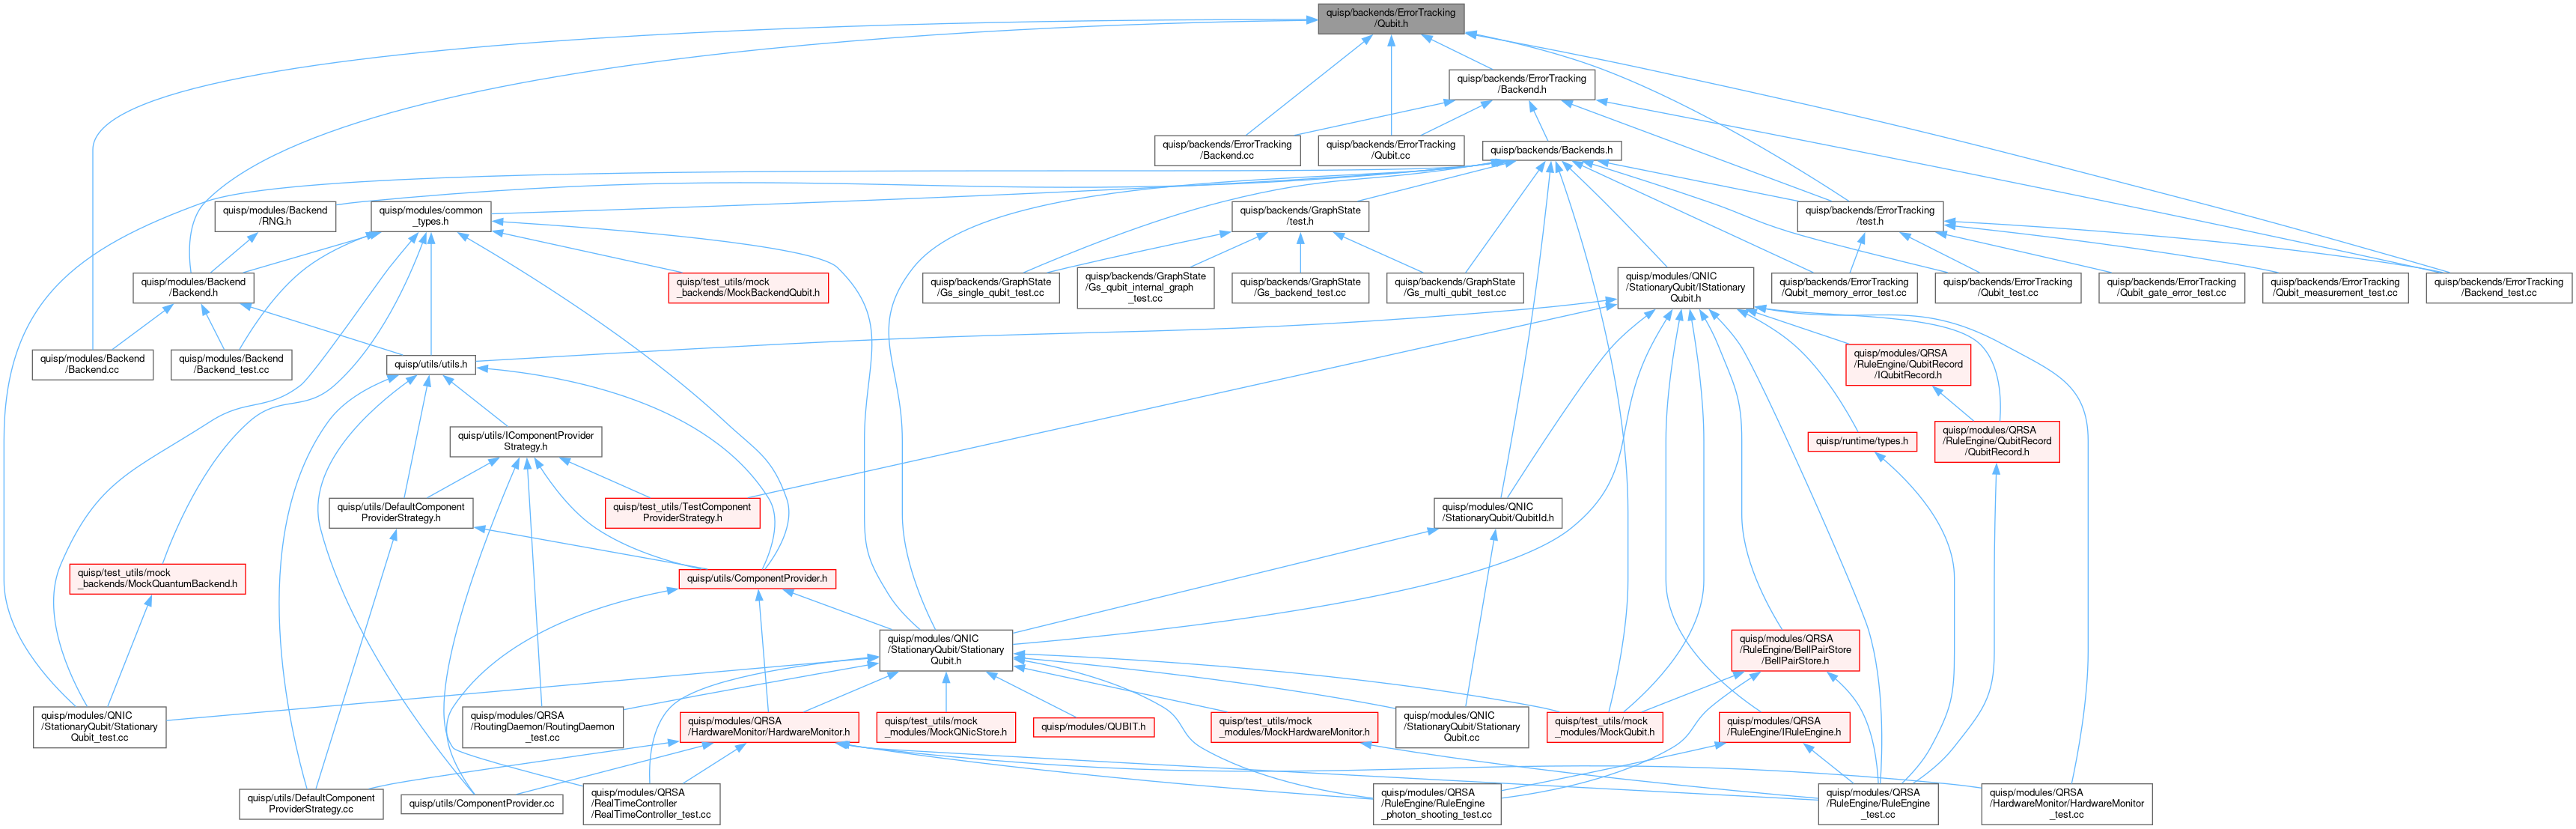 quisp/backends/ErrorTracking
/Qubit.h
quisp/backends/ErrorTracking
/Backend.h
quisp/backends/ErrorTracking
/Backend.cc
quisp/backends/ErrorTracking
/Qubit.cc
quisp/backends/Backends.h
quisp/modules/Backend
/RNG.h
quisp/modules/common
_types.h
quisp/backends/GraphState
/test.h
quisp/backends/ErrorTracking
/test.h
quisp/modules/Backend
/Backend.h
quisp/test_utils/mock
_backends/MockBackendQubit.h
quisp/backends/GraphState
/Gs_single_qubit_test.cc
quisp/backends/GraphState
/Gs_qubit_internal_graph
_test.cc
quisp/backends/GraphState
/Gs_backend_test.cc
quisp/backends/GraphState
/Gs_multi_qubit_test.cc
quisp/modules/QNIC
/StationaryQubit/IStationary
Qubit.h
quisp/backends/ErrorTracking
/Qubit_memory_error_test.cc
quisp/backends/ErrorTracking
/Qubit_test.cc
quisp/backends/ErrorTracking
/Qubit_gate_error_test.cc
quisp/backends/ErrorTracking
/Qubit_measurement_test.cc
quisp/backends/ErrorTracking
/Backend_test.cc
quisp/modules/Backend
/Backend.cc
quisp/modules/Backend
/Backend_test.cc
quisp/utils/utils.h
quisp/modules/QRSA
/RuleEngine/QubitRecord
/IQubitRecord.h
quisp/utils/IComponentProvider
Strategy.h
quisp/runtime/types.h
quisp/modules/QRSA
/RuleEngine/QubitRecord
/QubitRecord.h
quisp/utils/DefaultComponent
ProviderStrategy.h
quisp/test_utils/TestComponent
ProviderStrategy.h
quisp/modules/QNIC
/StationaryQubit/QubitId.h
quisp/test_utils/mock
_backends/MockQuantumBackend.h
quisp/utils/ComponentProvider.h
quisp/modules/QNIC
/StationaryQubit/Stationary
Qubit.h
quisp/modules/QRSA
/RuleEngine/BellPairStore
/BellPairStore.h
quisp/modules/QNIC
/StationaryQubit/Stationary
Qubit_test.cc
quisp/modules/QRSA
/RoutingDaemon/RoutingDaemon
_test.cc
quisp/modules/QRSA
/HardwareMonitor/HardwareMonitor.h
quisp/test_utils/mock
_modules/MockQNicStore.h
quisp/modules/QUBIT.h
quisp/test_utils/mock
_modules/MockHardwareMonitor.h
quisp/modules/QNIC
/StationaryQubit/Stationary
Qubit.cc
quisp/test_utils/mock
_modules/MockQubit.h
quisp/modules/QRSA
/RuleEngine/IRuleEngine.h
quisp/utils/DefaultComponent
ProviderStrategy.cc
quisp/utils/ComponentProvider.cc
quisp/modules/QRSA
/RealTimeController
/RealTimeController_test.cc
quisp/modules/QRSA
/RuleEngine/RuleEngine
_photon_shooting_test.cc
quisp/modules/QRSA
/RuleEngine/RuleEngine
_test.cc
quisp/modules/QRSA
/HardwareMonitor/HardwareMonitor
_test.cc